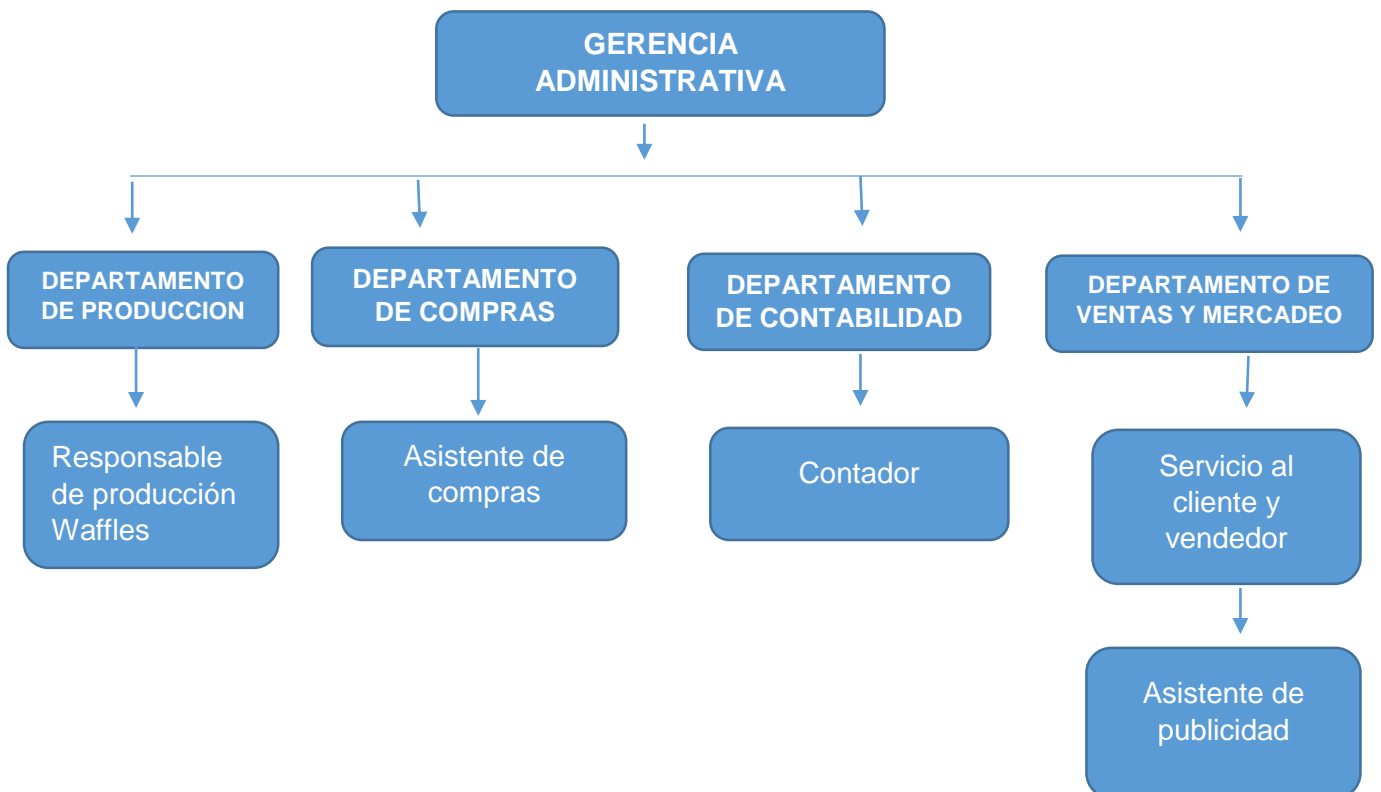 GERENCIA
ADMINISTRATIVA
DEPARTAMENTO
DE PRODUCCION
DEPARTAMENTO
DE COMPRAS
DEPARTAMENTO
DE CONTABILIDAD
DEPARTAMENTO DE
VENTAS Y MERCADEO
Responsable
de producción
Waffles
Asistente de
compras
Contador
Servicio al
cliente y
vendedor
Asistente de
publicidad